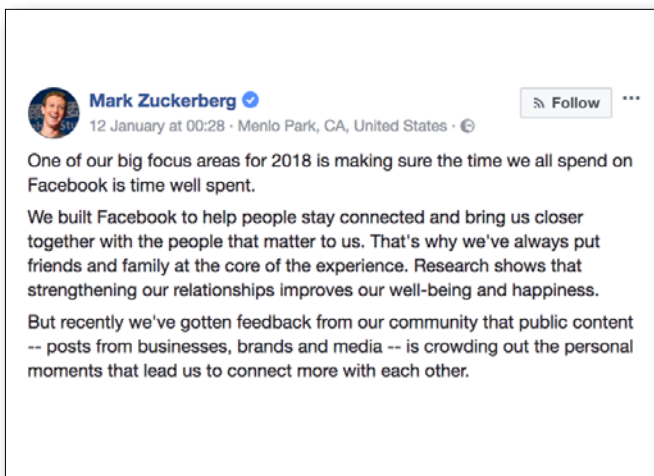 Mark Zuckerberg
Follow
12 January at 00:28 · Menlo Park, CA, United States ·
One of our big focus areas for 2018 is making sure the time we all spend on
Facebook is time well spent.
We built Facebook to help people stay connected and bring us closer
together with the people that matter to us. That's why we've always put
friends and family at the core of the experience. Research shows that
strengthening our relationships improves our well-being and happiness.
But recently we've gotten feedback from our community that public content
-- posts from businesses, brands and media -- is crowding out the personal
moments that lead us to connect more with each other.